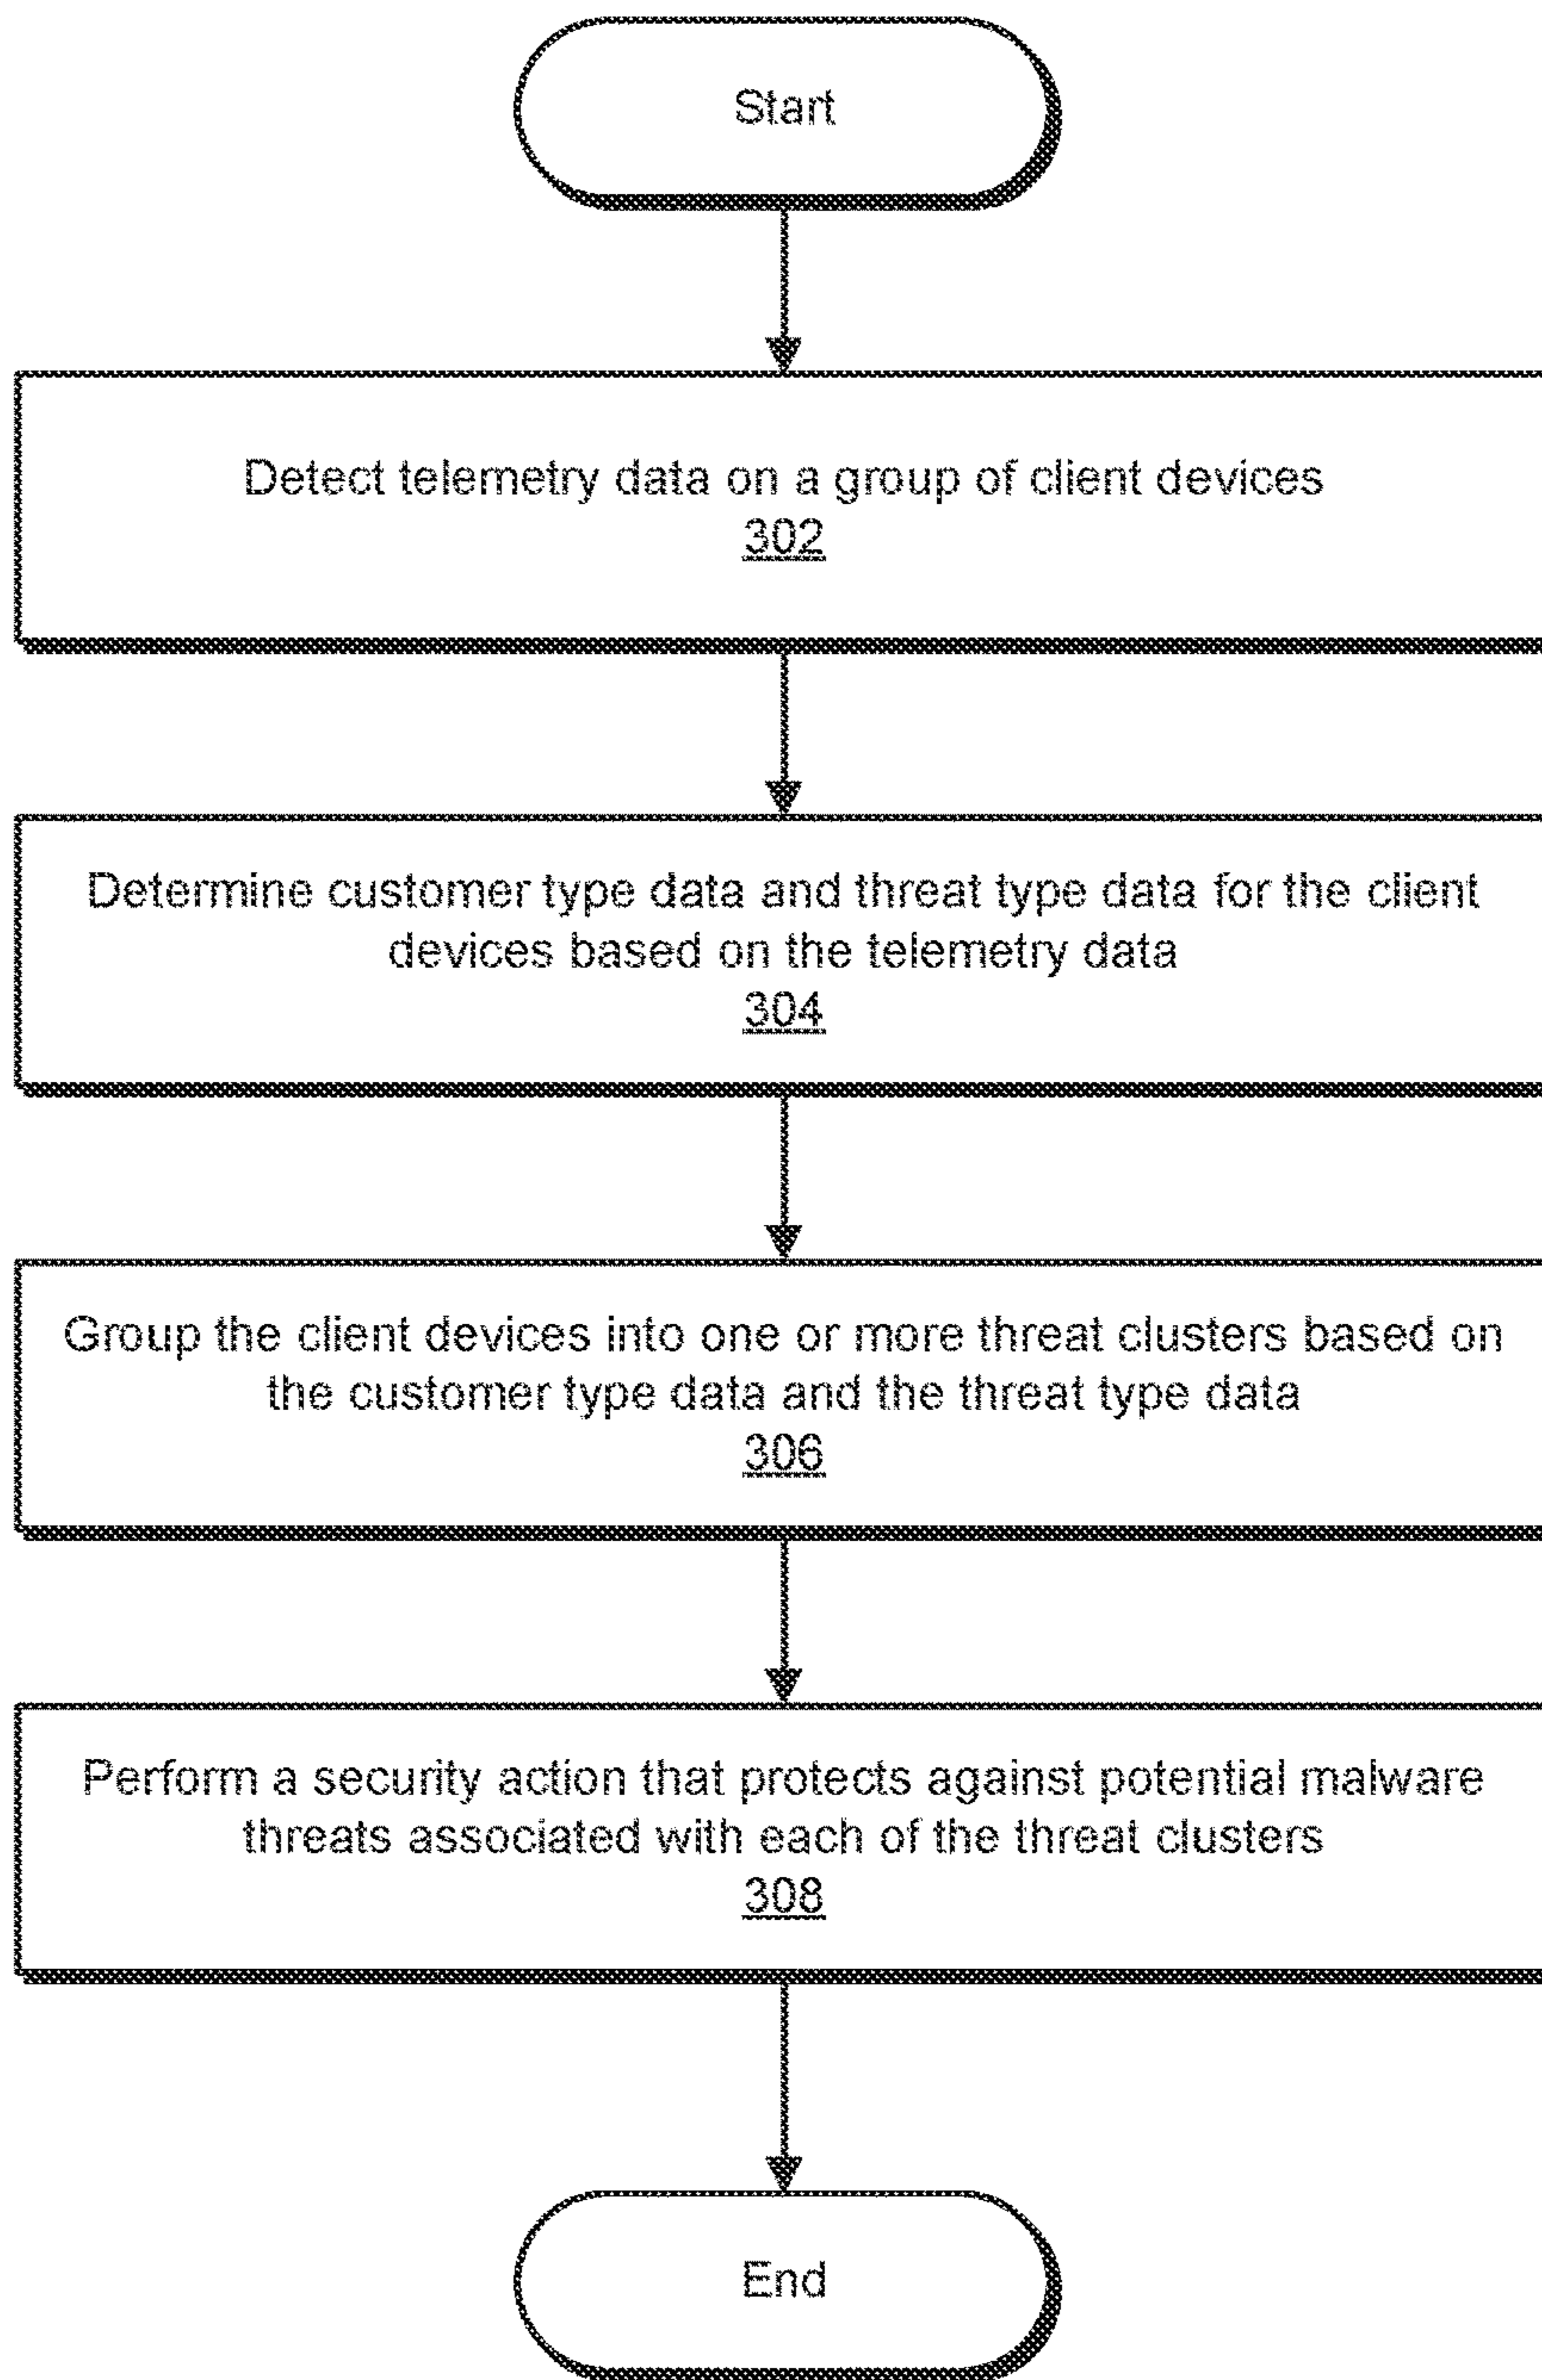 Start
Detect telemetry data on a group of client devices
302
Determine customer type data and threat type data for the client
devices based on the telemetry data
304
Group the client devices into one or more threat clusters based on
the customer type data and the threat type data
306
Perform a security action that protects against potential malware
threats associated with each of the threat clusters
308
End